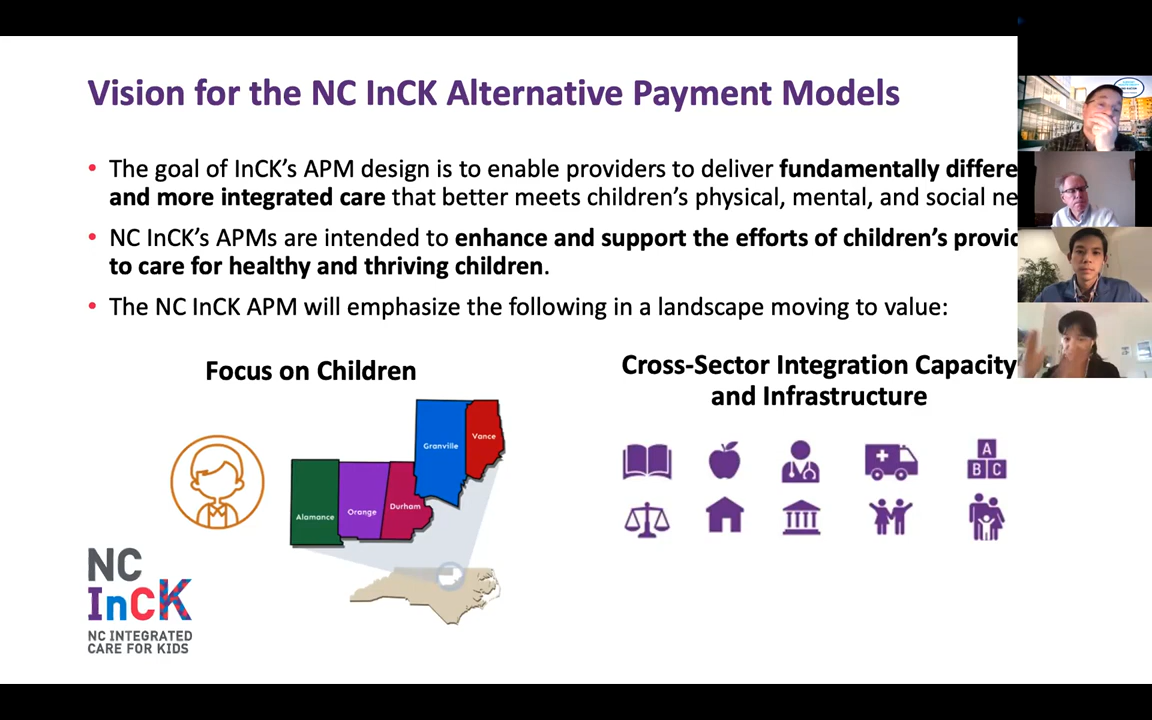 Vision for the NC InCK Alternative Payment Models
• The goal of InCK's APM design is to enable providers to deliver fundamentally differe
and more integrated care that better meets children's physical, mental, and social ne
• NC InCK's APMs are intended to enhance and support the efforts of children's provid
to care for healthy and thriving children.
• The NC InCK APM will emphasize the following in a landscape moving to value:
Focus on Children
Cross-Sector Integration Capacity
and Infrastructure
Granville
Vance
Alamance
Orange
Durham
A
B C
NC
InCK
NC INTEGRATED
CARE FOR KIDS